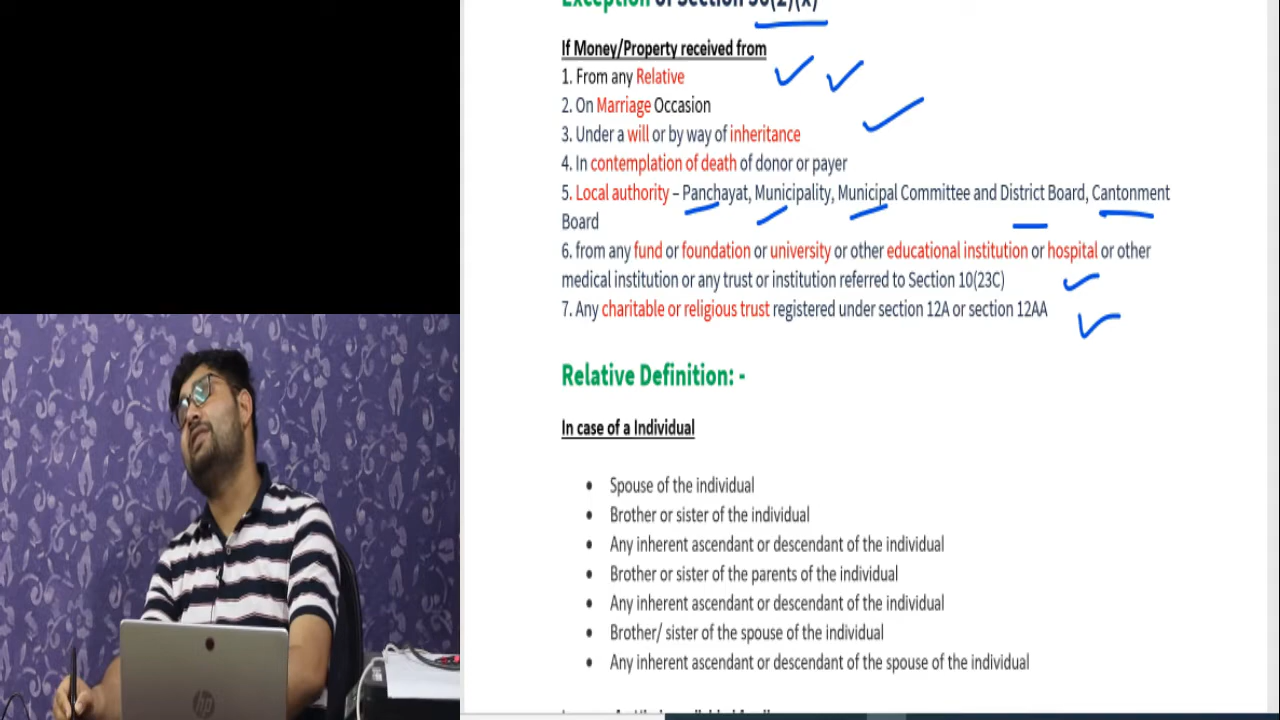 Exception of Section 56(2)(x)
If Money/Property received from
1. From any Relative
2. On Marriage Occasion
3. Under a will or by way of inheritance
4. In contemplation of death of donor or payer
5. Local authority – Panchayat, Municipality, Municipal Committee and District Board, Cantonment
Board
6. from any fund or foundation or university or other educational institution or hospital or other
medical institution or any trust or institution referred to Section 10(23C)
7. Any charitable or religious trust registered under section 12A or section 12AA
Relative Definition: -
In case of a Individual
• Spouse of the individual
• Brother or sister of the individual
• Any inherent ascendant or descendant of the individual
• Brother or sister of the parents of the individual
• Any inherent ascendant or descendant of the individual
• Brother/ sister of the spouse of the individual
• Any inherent ascendant or descendant of the spouse of the individual
hp